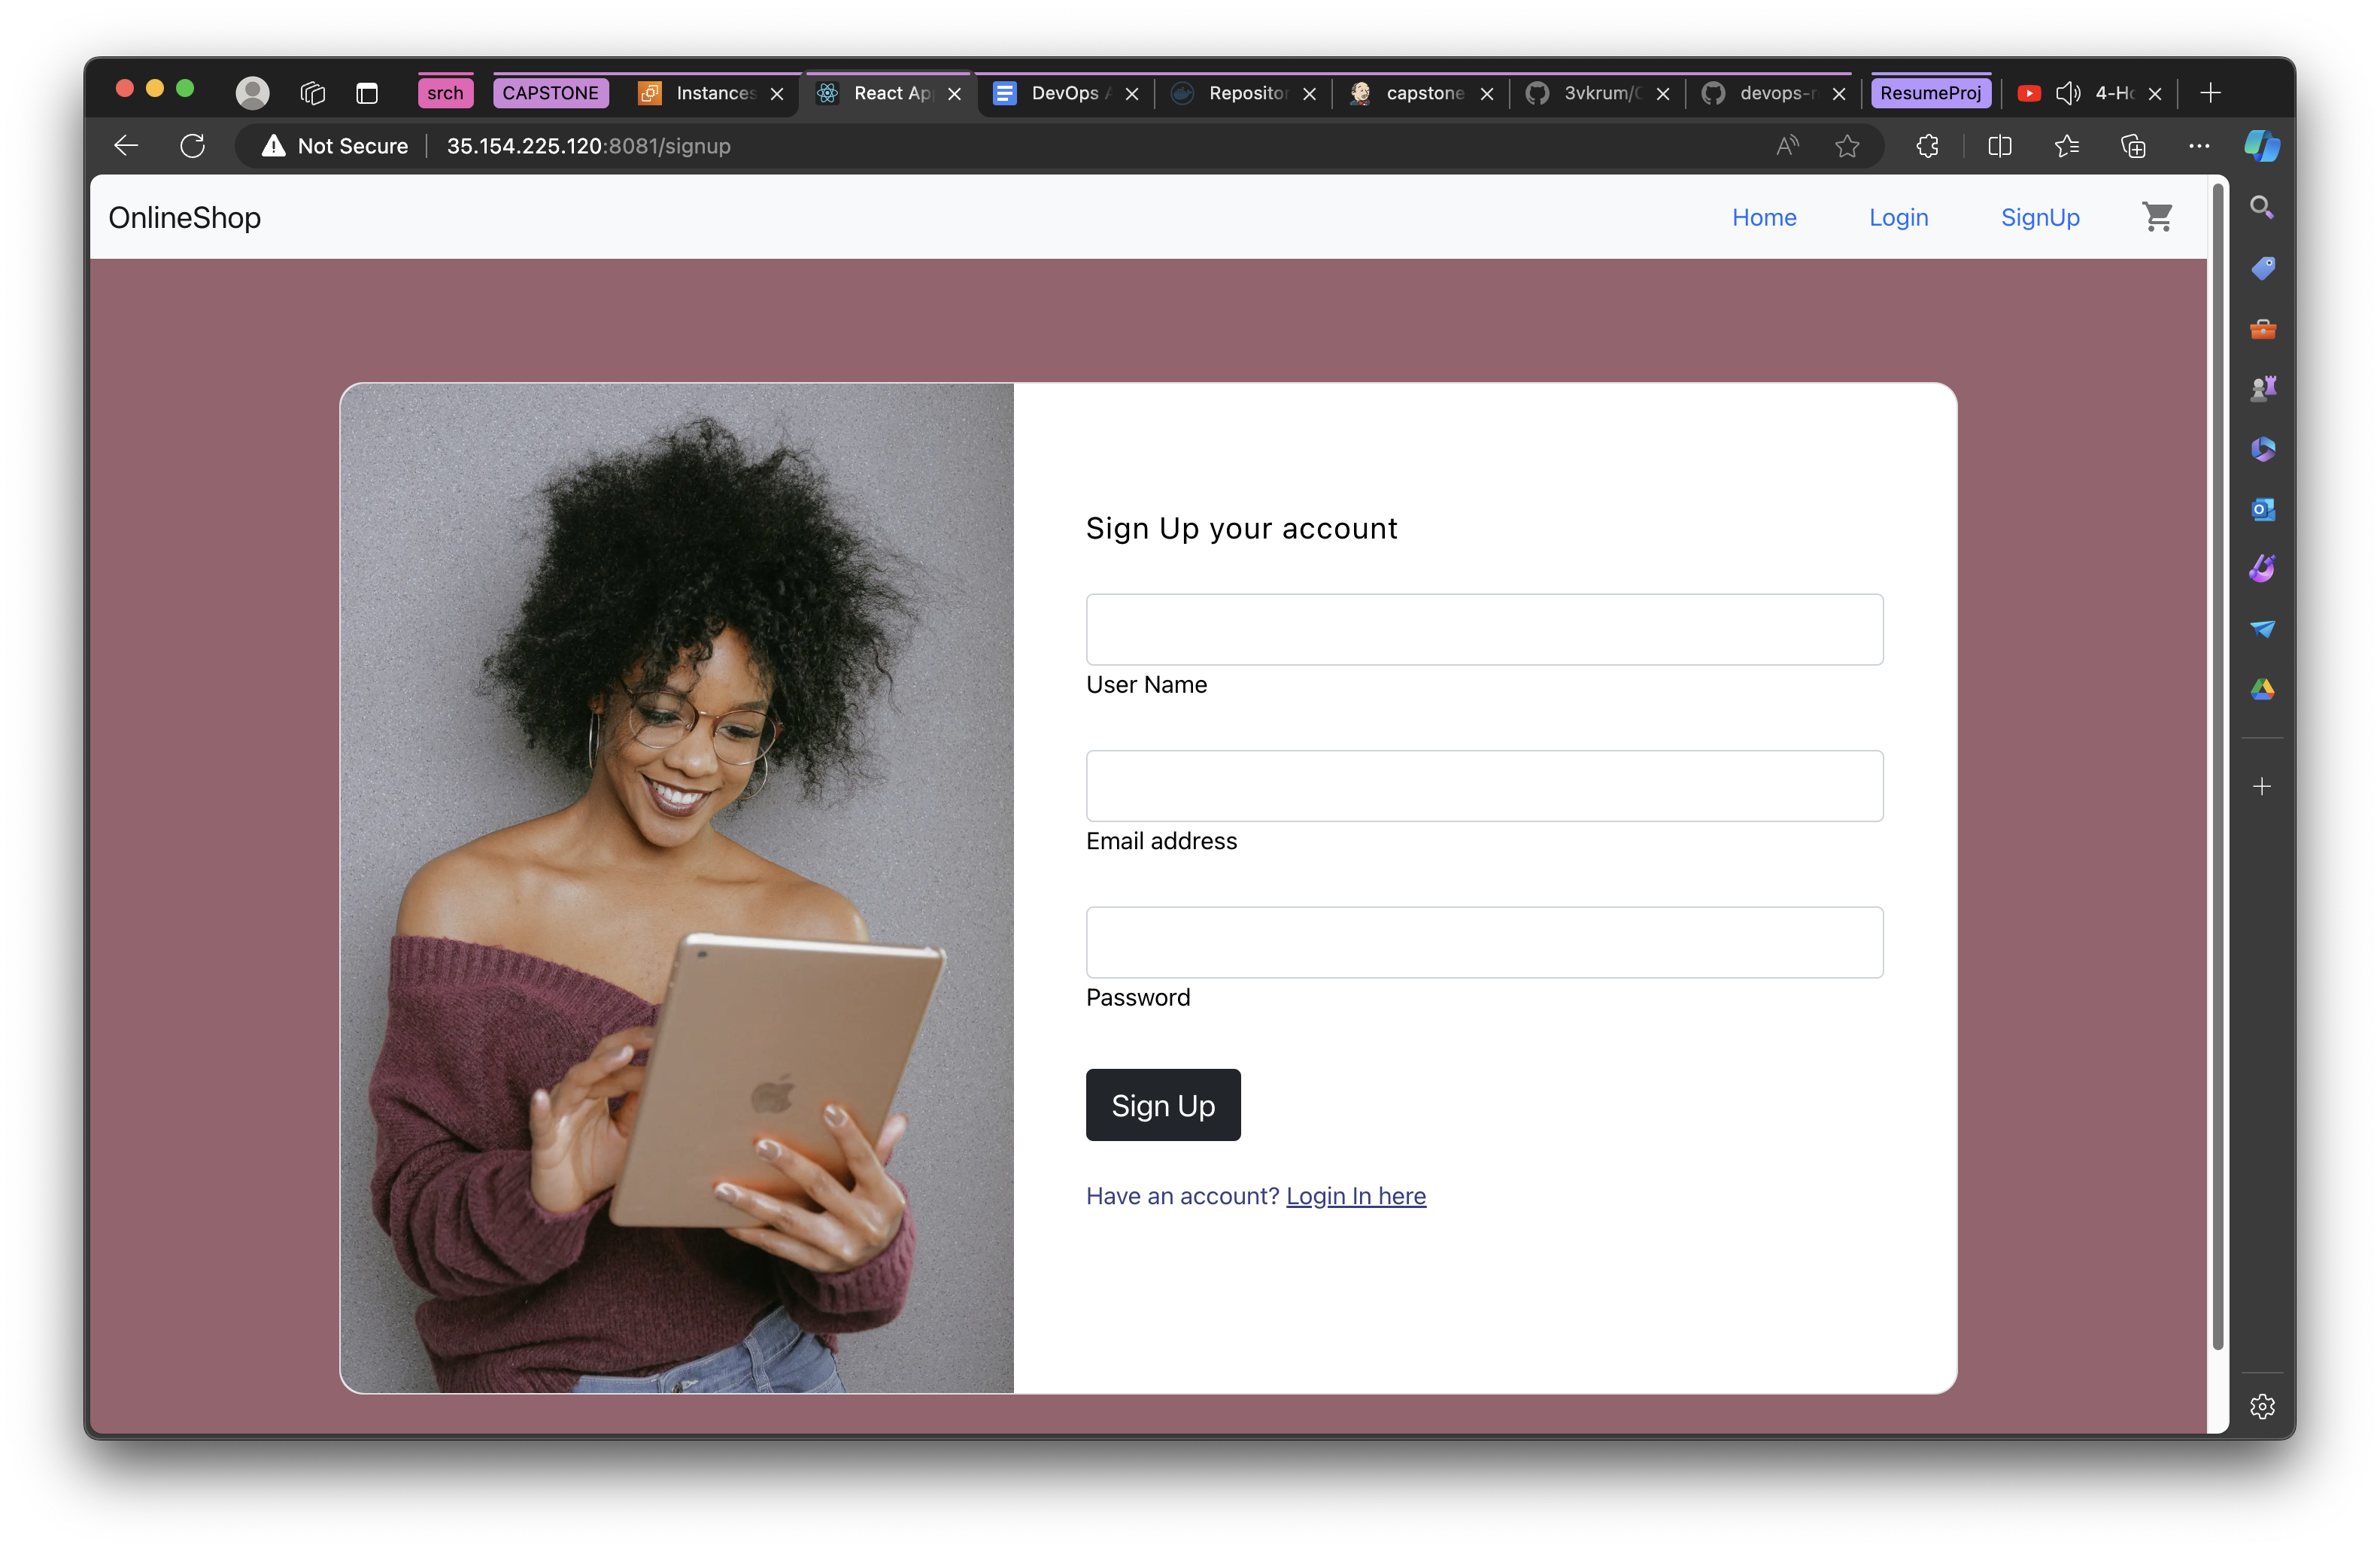 srch CAPSTONE Instances React Ap DevOps Repositor capstone 3vkrum/C devops-r ResumeProj 4-Ho
Not Secure 35.154.225.120:8081/signup
OnlineShop Home Login SignUp
Sign Up your account
User Name
Email address
Password
Sign Up
Have an account? Login In here